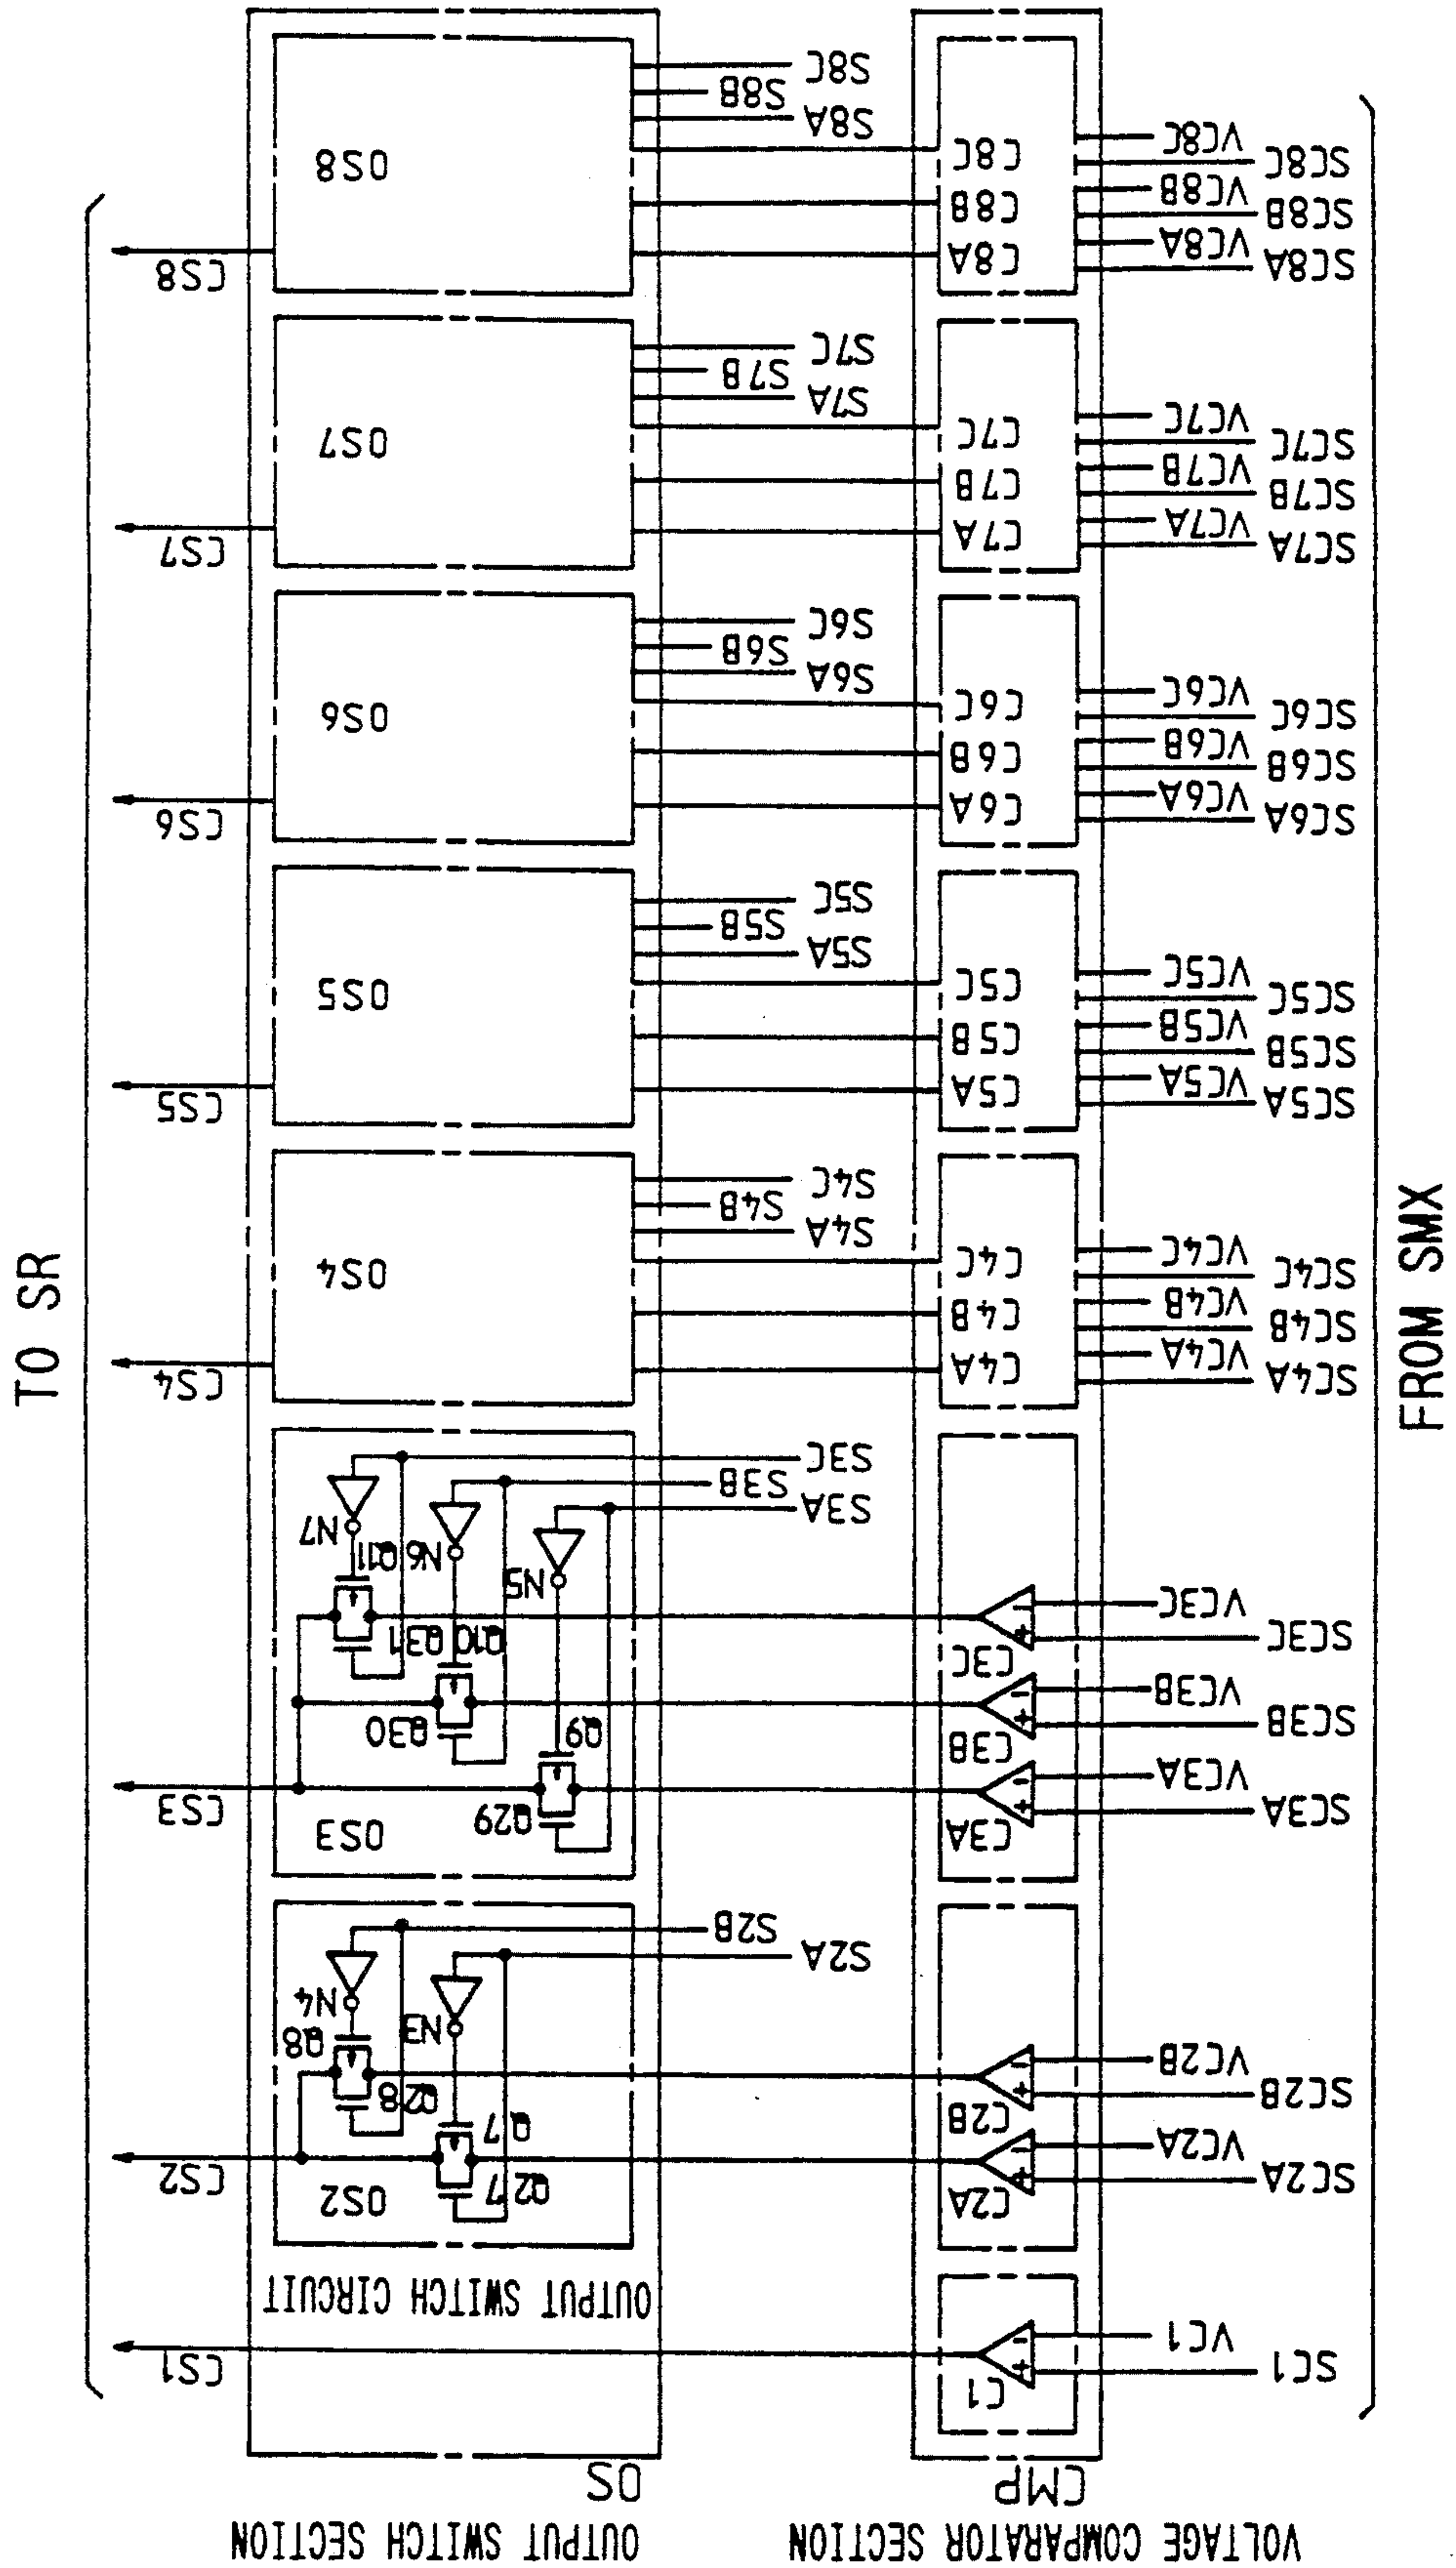 VOLTAGE COMPARATOR SECTION
OUTPUT SWITCH SECTION
CMP
OS
FROM SMX
TO SR
SC1
VC1
C1
CS1
OUTPUT SWITCH CIRCUIT
SC2A
VC2A
SC2B
VC2B
C2A
C2B
S2A
S2B
OS2
Q27
Q7
Q28
Q8
N3
N4
CS2
SC3A
VC3A
SC3B
VC3B
SC3C
VC3C
C3A
C3B
C3C
S3A
S3B
S3C
OS3
Q29
Q9
Q30
Q10
Q31
Q11
N5
N6
N7
CS3
SC4A
VC4A
SC4B
VC4B
SC4C
VC4C
C4A
C4B
C4C
S4A
S4B
S4C
OS4
CS4
SC5A
VC5A
SC5B
VC5B
SC5C
VC5C
C5A
C5B
C5C
S5A
S5B
S5C
OS5
CS5
SC6A
VC6A
SC6B
VC6B
SC6C
VC6C
C6A
C6B
C6C
S6A
S6B
S6C
OS6
CS6
SC7A
VC7A
SC7B
VC7B
SC7C
VC7C
C7A
C7B
C7C
S7A
S7B
S7C
OS7
CS7
SC8A
VC8A
SC8B
VC8B
SC8C
VC8C
C8A
C8B
C8C
S8A
S8B
S8C
OS8
CS8